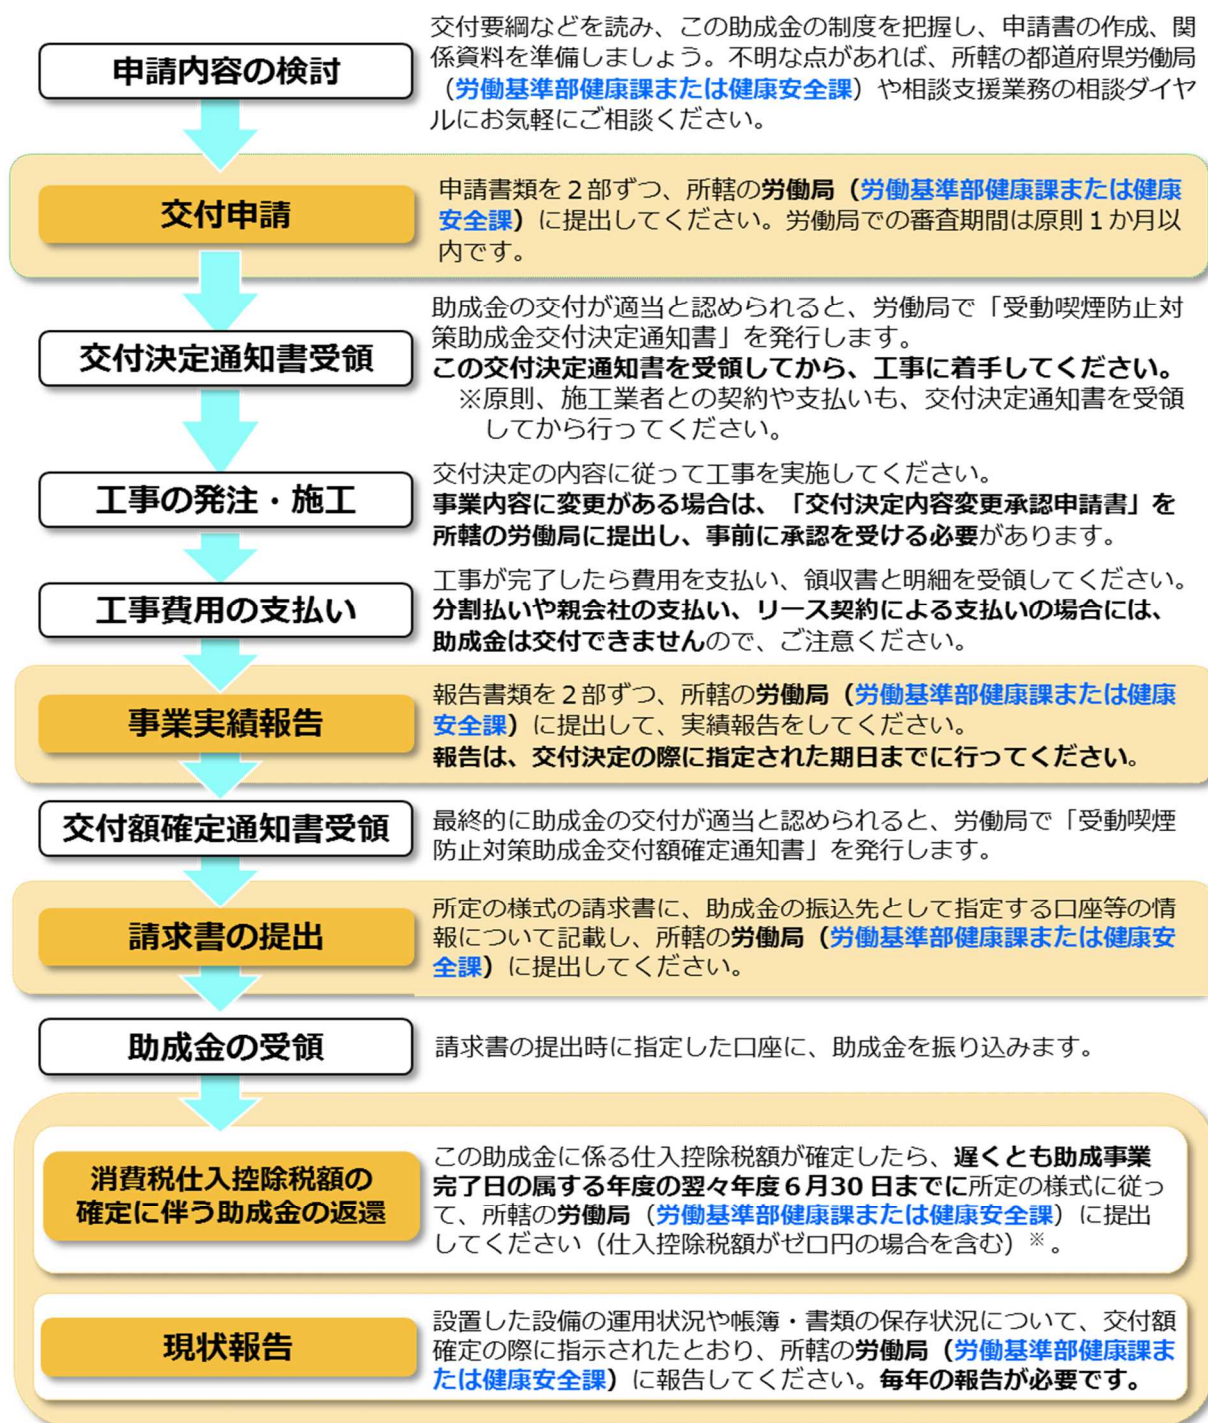 申請内容の検討
交付要綱などを読み、この助成金の制度を把握し、申請書の作成、関
係資料を準備しましょう。不明な点があれば、所轄の都道府県労働局
（労働基準部健康課または健康安全課）や相談支援業務の相談ダイヤ
ルにお気軽にご相談ください。
交付申請
申請書類を２部ずつ、所轄の労働局（労働基準部健康課または健康
安全課）に提出してください。労働局での審査期間は原則１か月以
内です。
交付決定通知書受領
助成金の交付が適当と認められると、労働局で「受動喫煙防止対
策助成金交付決定通知書」を発行します。
この交付決定通知書を受領してから、工事に着手してください。
※原則、施工業者との契約や支払いも、交付決定通知書を受領
してから行ってください。
工事の発注・施工
交付決定の内容に従って工事を実施してください。
事業内容に変更がある場合は、「交付決定内容変更承認申請書」を
所轄の労働局に提出し、事前に承認を受ける必要があります。
工事費用の支払い
工事が完了したら費用を支払い、領収書と明細を受領してください。
分割払いや親会社の支払い、リース契約による支払いの場合には、
助成金は交付できませんので、ご注意ください。
事業実績報告
報告書類を２部ずつ、所轄の労働局（労働基準部健康課または健康
安全課）に提出して、実績報告をしてください。
報告は、交付決定の際に指定された期日までに行ってください。
交付額確定通知書受領
最終的に助成金の交付が適当と認められると、労働局で「受動喫煙
防止対策助成金交付額確定通知書」を発行します。
請求書の提出
所定の様式の請求書に、助成金の振込先として指定する口座等の情
報について記載し、所轄の労働局（労働基準部健康課または健康安
全課）に提出してください。
助成金の受領
請求書の提出時に指定した口座に、助成金を振り込みます。
消費税仕入控除税額の
確定に伴う助成金の返還
この助成金に係る仕入控除税額が確定したら、遅くとも助成事業
完了日の属する年度の翌々年度６月30 日までに所定の様式に従っ
て、所轄の労働局（労働基準部健康課または健康安全課）に提出
してください（仕入控除税額がゼロ円の場合を含む）※。
現状報告
設置した設備の運用状況や帳簿・書類の保存状況について、交付額
確定の際に指示されたとおり、所轄の労働局（労働基準部健康課ま
たは健康安全課）に報告してください。毎年の報告が必要です。